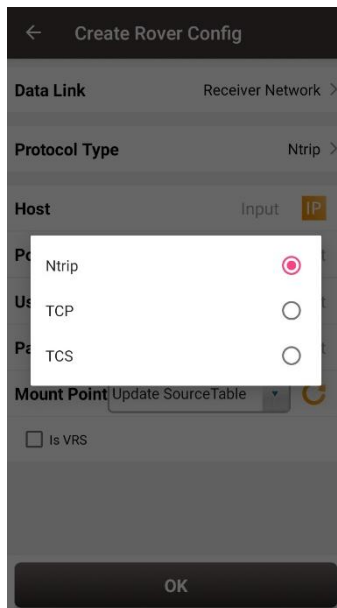 Create Rover Config
Data Link Receiver Network
Protocol Type Ntrip
Host Input IP
Ntrip
TCP
TCS
Mount Point Update SourceTable
Is VRS
OK